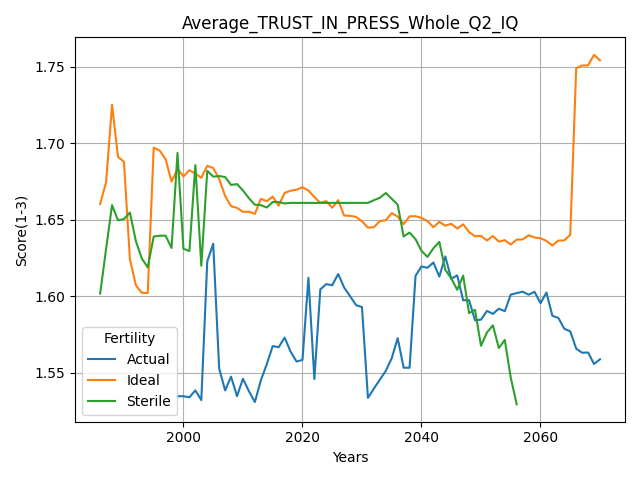 Average_TRUST_IN_PRESS_Whole_Q2_IQ
Score(1-3)
1.75
1.70
1.65
1.60
1.55
Fertility
Actual
Ideal
Sterile
2000
2020
2040
2060
Years